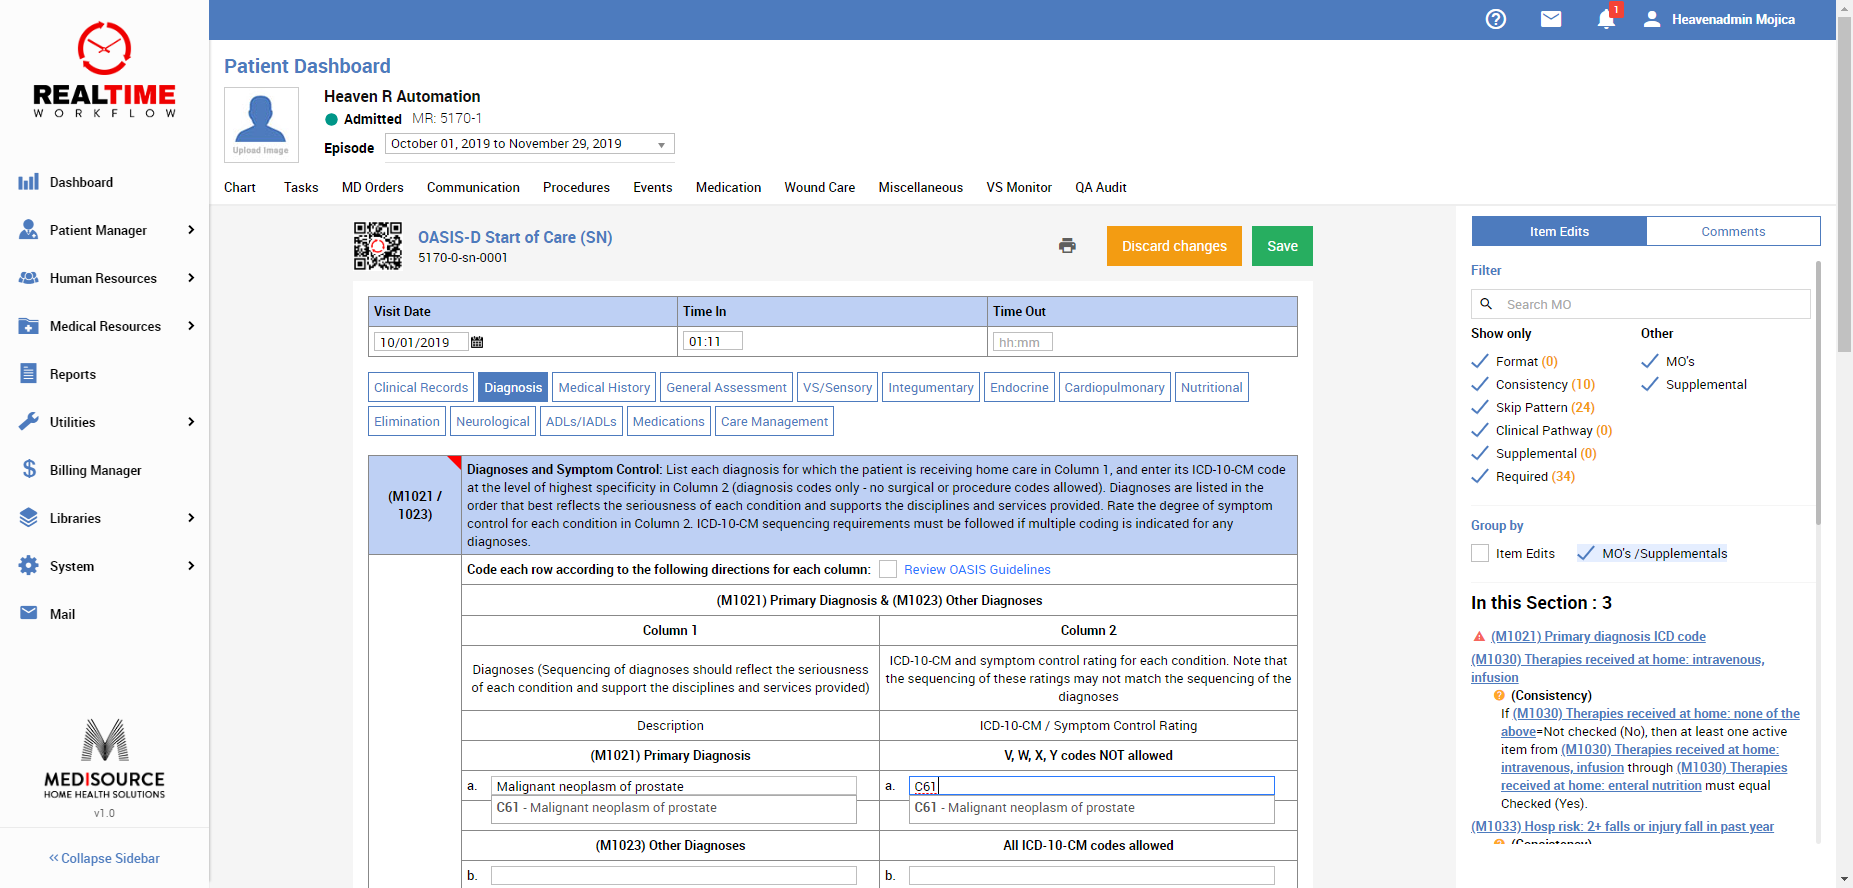 1
Heavenadmin Mojica
REALTIME
WORKFLOW
Dashboard
Patient Manager
Human Resources
Medical Resources
Reports
Utilities
Billing Manager
Libraries
System
Mail
MEDISOURCE
HOME HEALTH SOLUTIONS
v1.0
Collapse Sidebar
Patient Dashboard
Upload Image
Heaven R Automation
Admitted MR: 5170-1
Episode October 01, 2019 to November 29, 2019
Chart Tasks MD Orders Communication Procedures Events Medication Wound Care Miscellaneous VS Monitor QA Audit
OASIS-D Start of Care (SN)
5170-0-sn-0001
Discard changes Save
Visit Date Time In Time Out
10/01/2019 01:11 hh:mm
Clinical Records Diagnosis Medical History General Assessment VS/Sensory Integumentary Endocrine Cardiopulmonary Nutritional
Elimination Neurological ADLs/IADLs Medications Care Management
(M1021 /
1023)
Diagnoses and Symptom Control: List each diagnosis for which the patient is receiving home care in Column 1, and enter its ICD-10-CM code
at the level of highest specificity in Column 2 (diagnosis codes only - no surgical or procedure codes allowed). Diagnoses are listed in the
order that best reflects the seriousness of each condition and supports the disciplines and services provided. Rate the degree of symptom
control for each condition in Column 2. ICD-10-CM sequencing requirements must be followed if multiple coding is indicated for any
diagnoses.
Code each row according to the following directions for each column: Review OASIS Guidelines
(M1021) Primary Diagnosis & (M1023) Other Diagnoses
Column 1 Column 2
Diagnoses (Sequencing of diagnoses should reflect the seriousness
of each condition and support the disciplines and services provided)
ICD-10-CM and symptom control rating for each condition. Note that
the sequencing of these ratings may not match the sequencing of the
diagnoses
Description ICD-10-CM / Symptom Control Rating
(M1021) Primary Diagnosis V, W, X, Y codes NOT allowed
a. Malignant neoplasm of prostate a. C61
C61 - Malignant neoplasm of prostate C61 - Malignant neoplasm of prostate
(M1023) Other Diagnoses All ICD-10-CM codes allowed
b. b.
Item Edits Comments
Filter
Search MO
Show only Other
Format (0) MO's
Consistency (10) Supplemental
Skip Pattern (24)
Clinical Pathway (0)
Supplemental (0)
Required (34)
Group by
Item Edits MO's /Supplementals
In this Section : 3
(M1021) Primary diagnosis ICD code
(M1030) Therapies received at home: intravenous,
infusion
(Consistency)
If (M1030) Therapies received at home: none of the
above=Not checked (No), then at least one active
item from (M1030) Therapies received at home:
intravenous, infusion through (M1030) Therapies
received at home: enteral nutrition must equal
Checked (Yes).
(M1033) Hosp risk: 2+ falls or injury fall in past year
(Consistency)